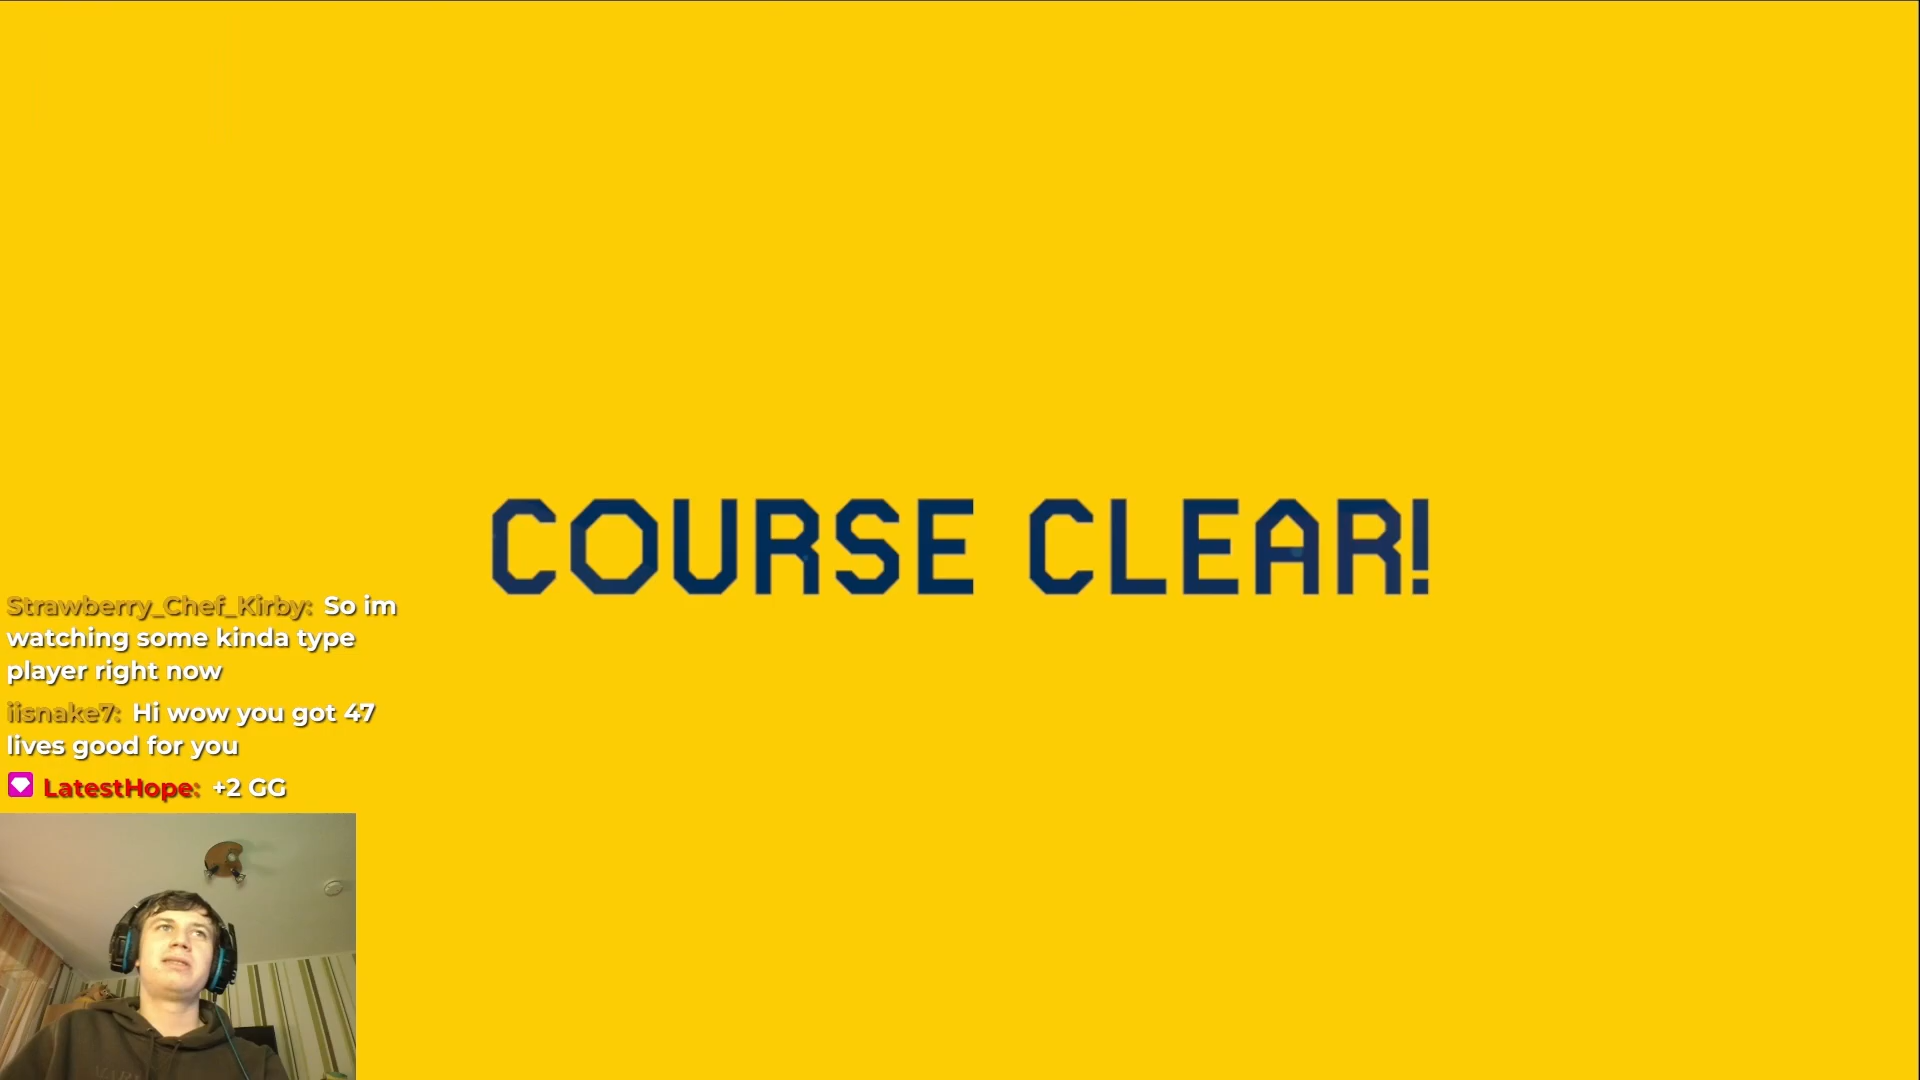 COURSE CLEAR!
Strawberry_Chef_Kirby: So im
watching some kinda type
player right now
iisnake7: Hi wow you got 47
lives good for you
LatestHope: +2 GG